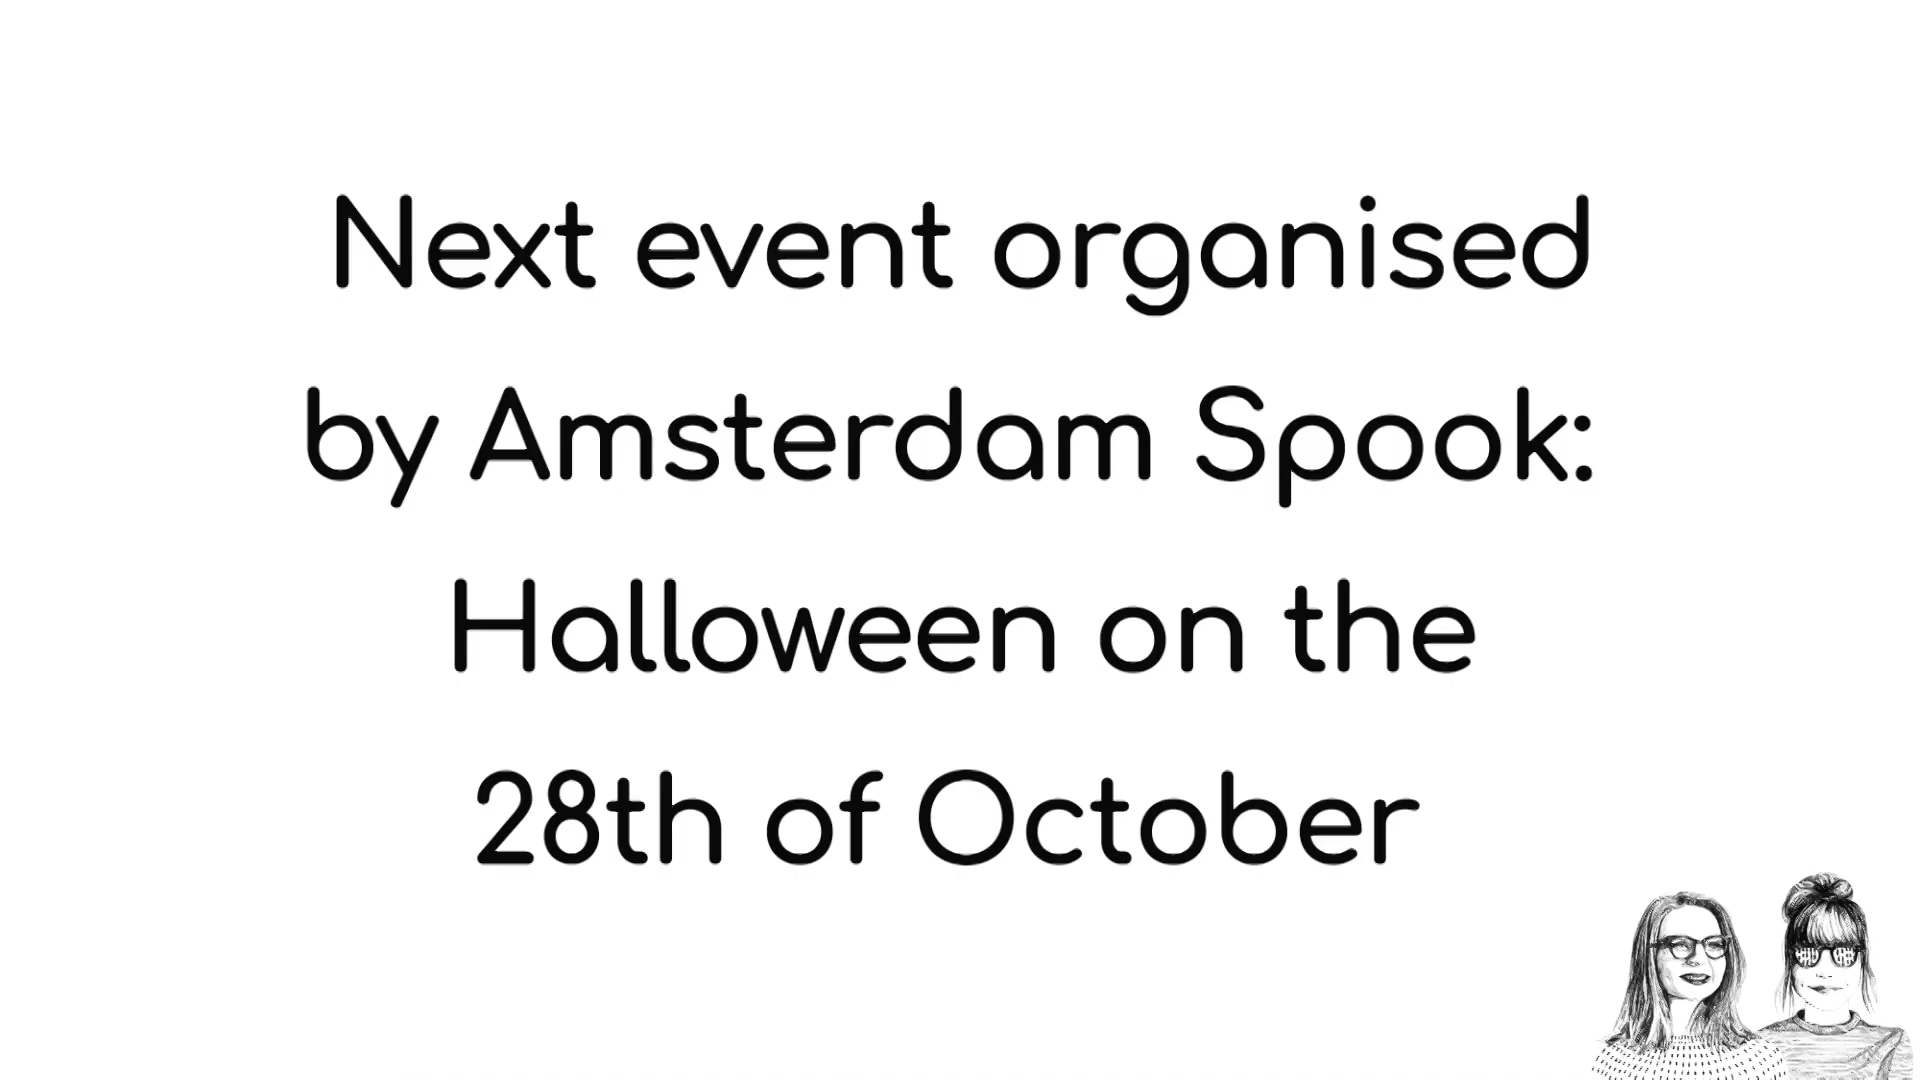 Next event organised
by Amsterdam Spook:
Halloween on the
28th of October